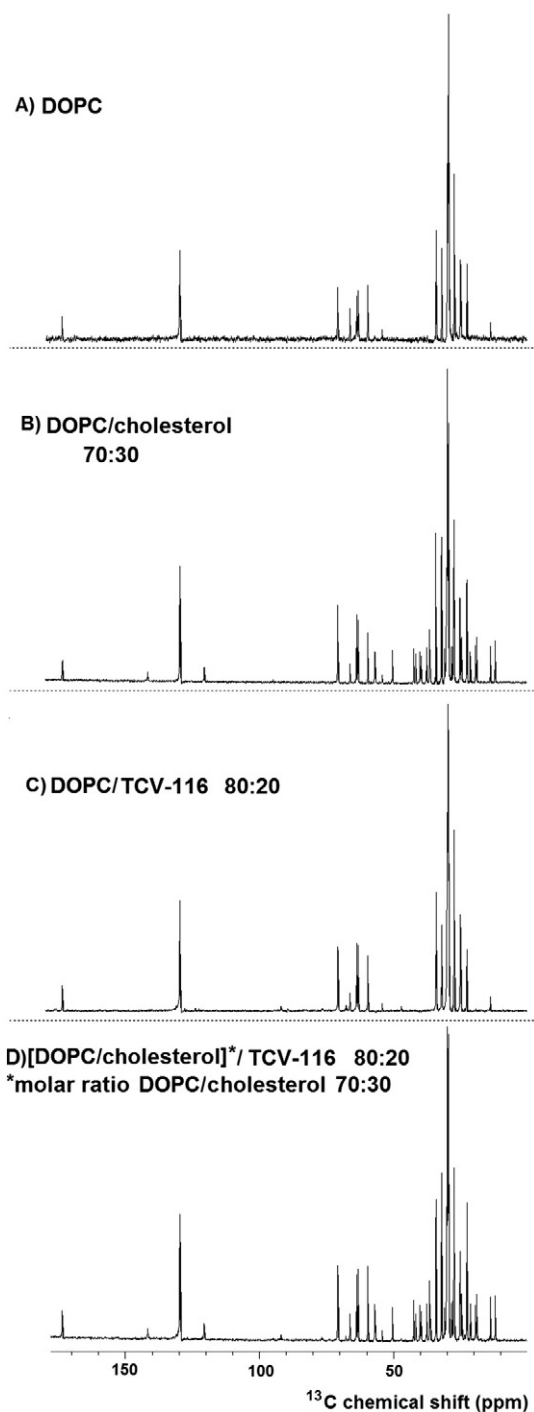 A) DOPC
B) DOPC/cholesterol
70:30
C) DOPC/TCV-116 80:20
D)[DOPC/cholesterol]*/ TCV-116 80:20
*molar ratio DOPC/cholesterol 70:30
150 100 50
13C chemical shift (ppm)